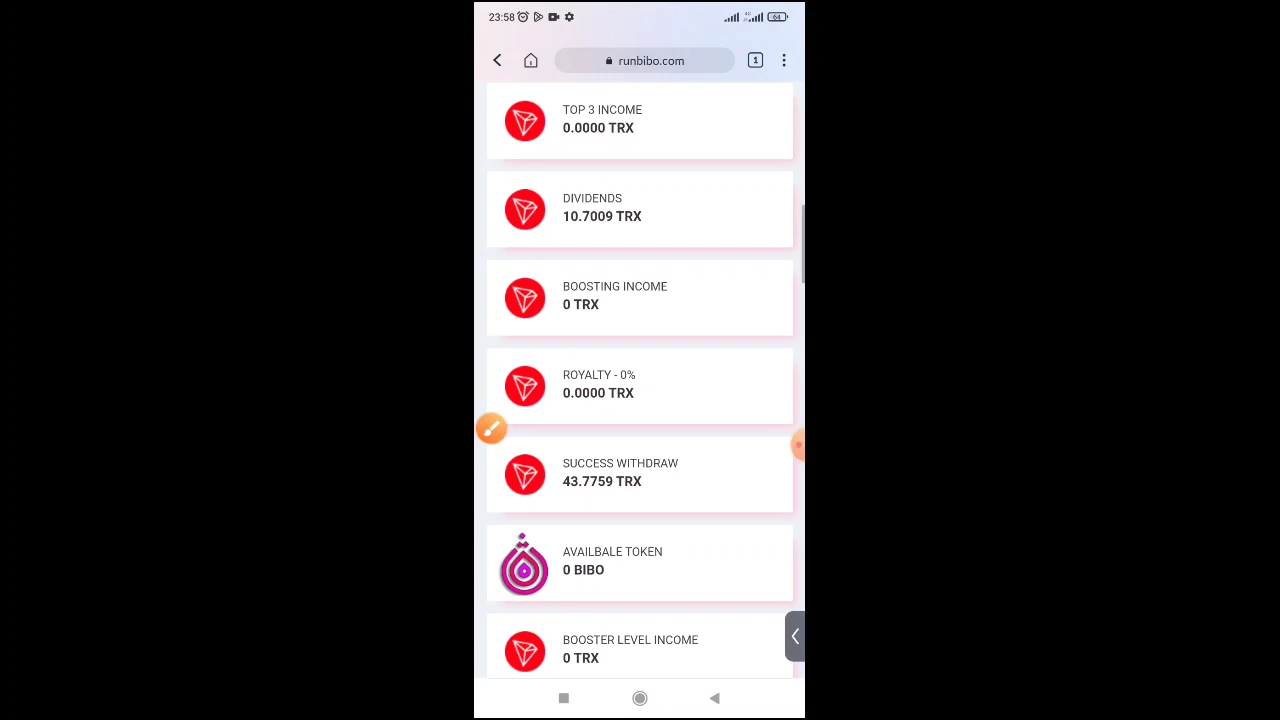 23:58
4G
64
runbibo.com
1
TOP 3 INCOME
0.0000 TRX
DIVIDENDS
10.7009 TRX
BOOSTING INCOME
0 TRX
ROYALTY - 0%
0.0000 TRX
SUCCESS WITHDRAW
43.7759 TRX
AVAILBALE TOKEN
0 BIBO
BOOSTER LEVEL INCOME
0 TRX